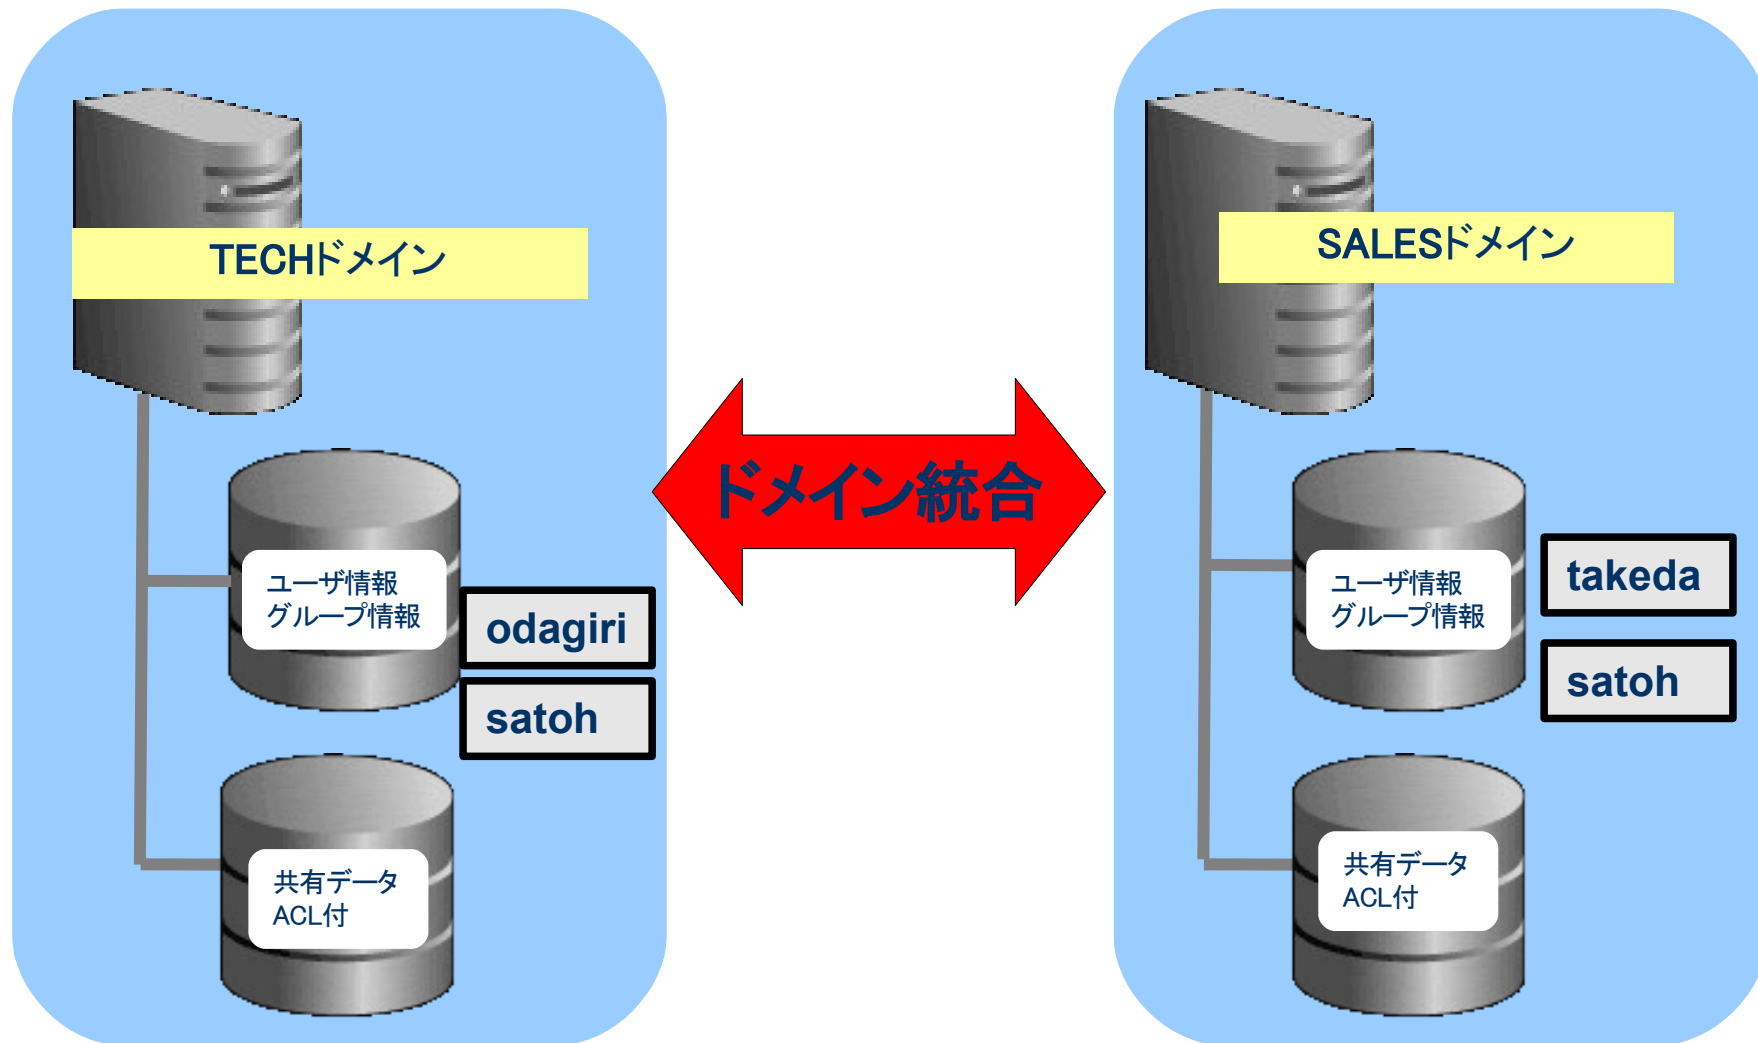 TECHドメイン
ユーザ情報
グループ情報
odagiri
satoh
共有データ
ACL付
ドメイン統合
SALESドメイン
ユーザ情報
グループ情報
takeda
satoh
共有データ
ACL付